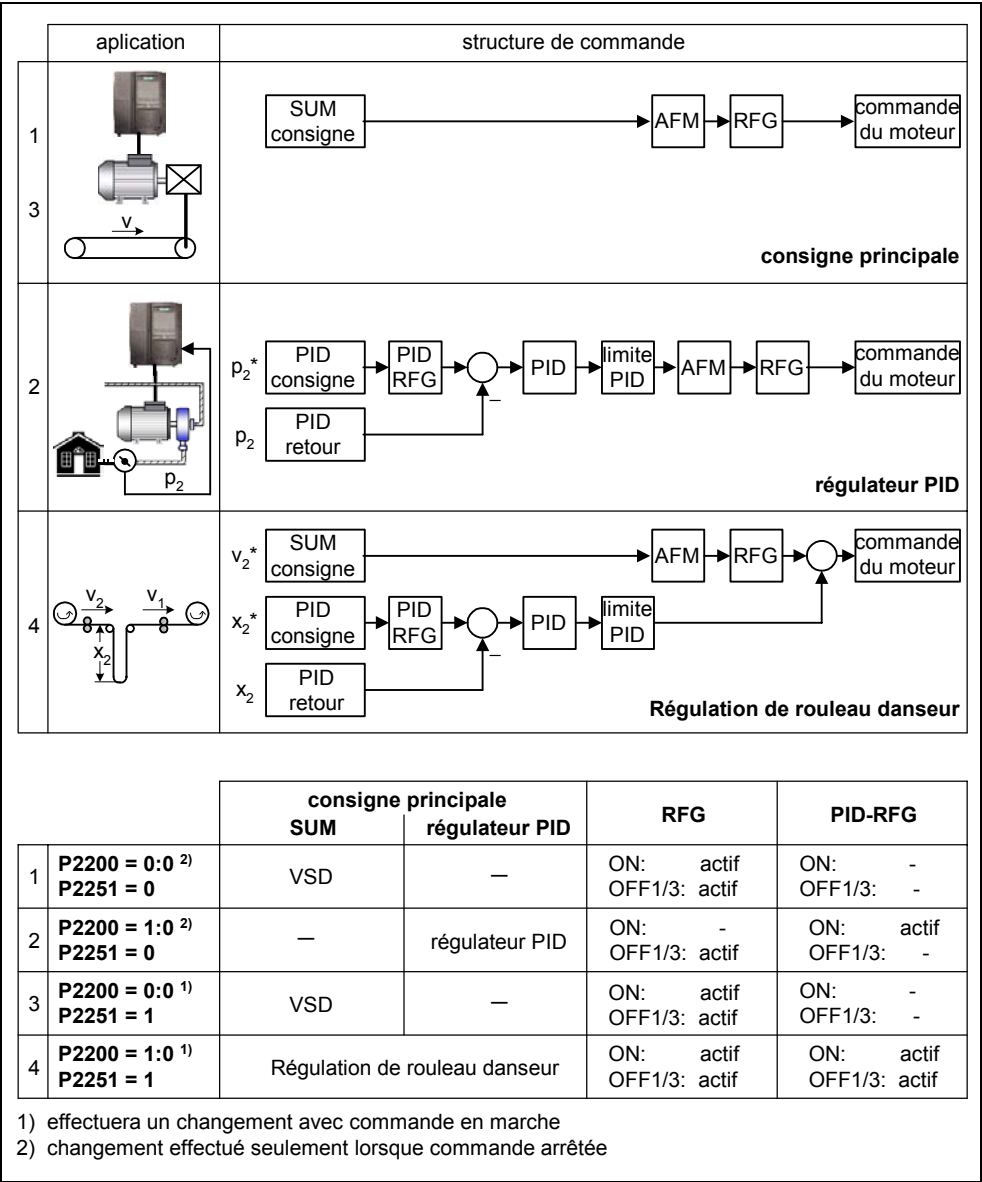 aplication structure de commande
1
3
v
SUM
consigne
AFM
RFG
commande
du moteur
consigne principale
2
p2
p2*
PID
consigne
PID
RFG
PID
limite
PID
AFM
RFG
commande
du moteur
p2
PID
retour
–
régulateur PID
4
v2
v1
x2
v2*
SUM
consigne
AFM
RFG
commande
du moteur
x2*
PID
consigne
PID
RFG
PID
limite
PID
x2
PID
retour
–
Régulation de rouleau danseur
consigne principale
SUM régulateur PID
RFG
PID-RFG
1
P2200 = 0:0 2)
P2251 = 0
VSD
–
ON: actif
OFF1/3: actif
ON: -
OFF1/3: -
2
P2200 = 1:0 2)
P2251 = 0
–
régulateur PID
ON: -
OFF1/3: actif
ON: actif
OFF1/3: -
3
P2200 = 0:0 1)
P2251 = 1
VSD
–
ON: actif
OFF1/3: actif
ON: -
OFF1/3: -
4
P2200 = 1:0 1)
P2251 = 1
Régulation de rouleau danseur
ON: actif
OFF1/3: actif
ON: actif
OFF1/3: actif
1) effectuera un changement avec commande en marche
2) changement effectué seulement lorsque commande arrêtée